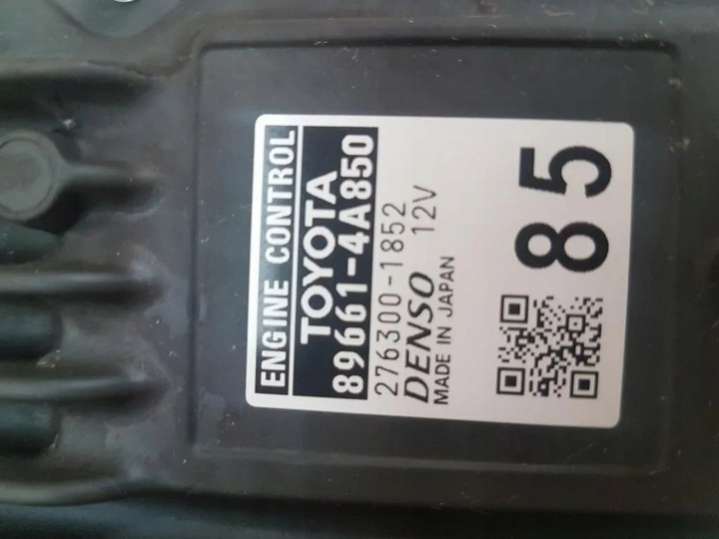 ENGINE CONTROL
TOYOTA
89661-4A850
276300-1852
DENSO 12V
MADE IN JAPAN
85